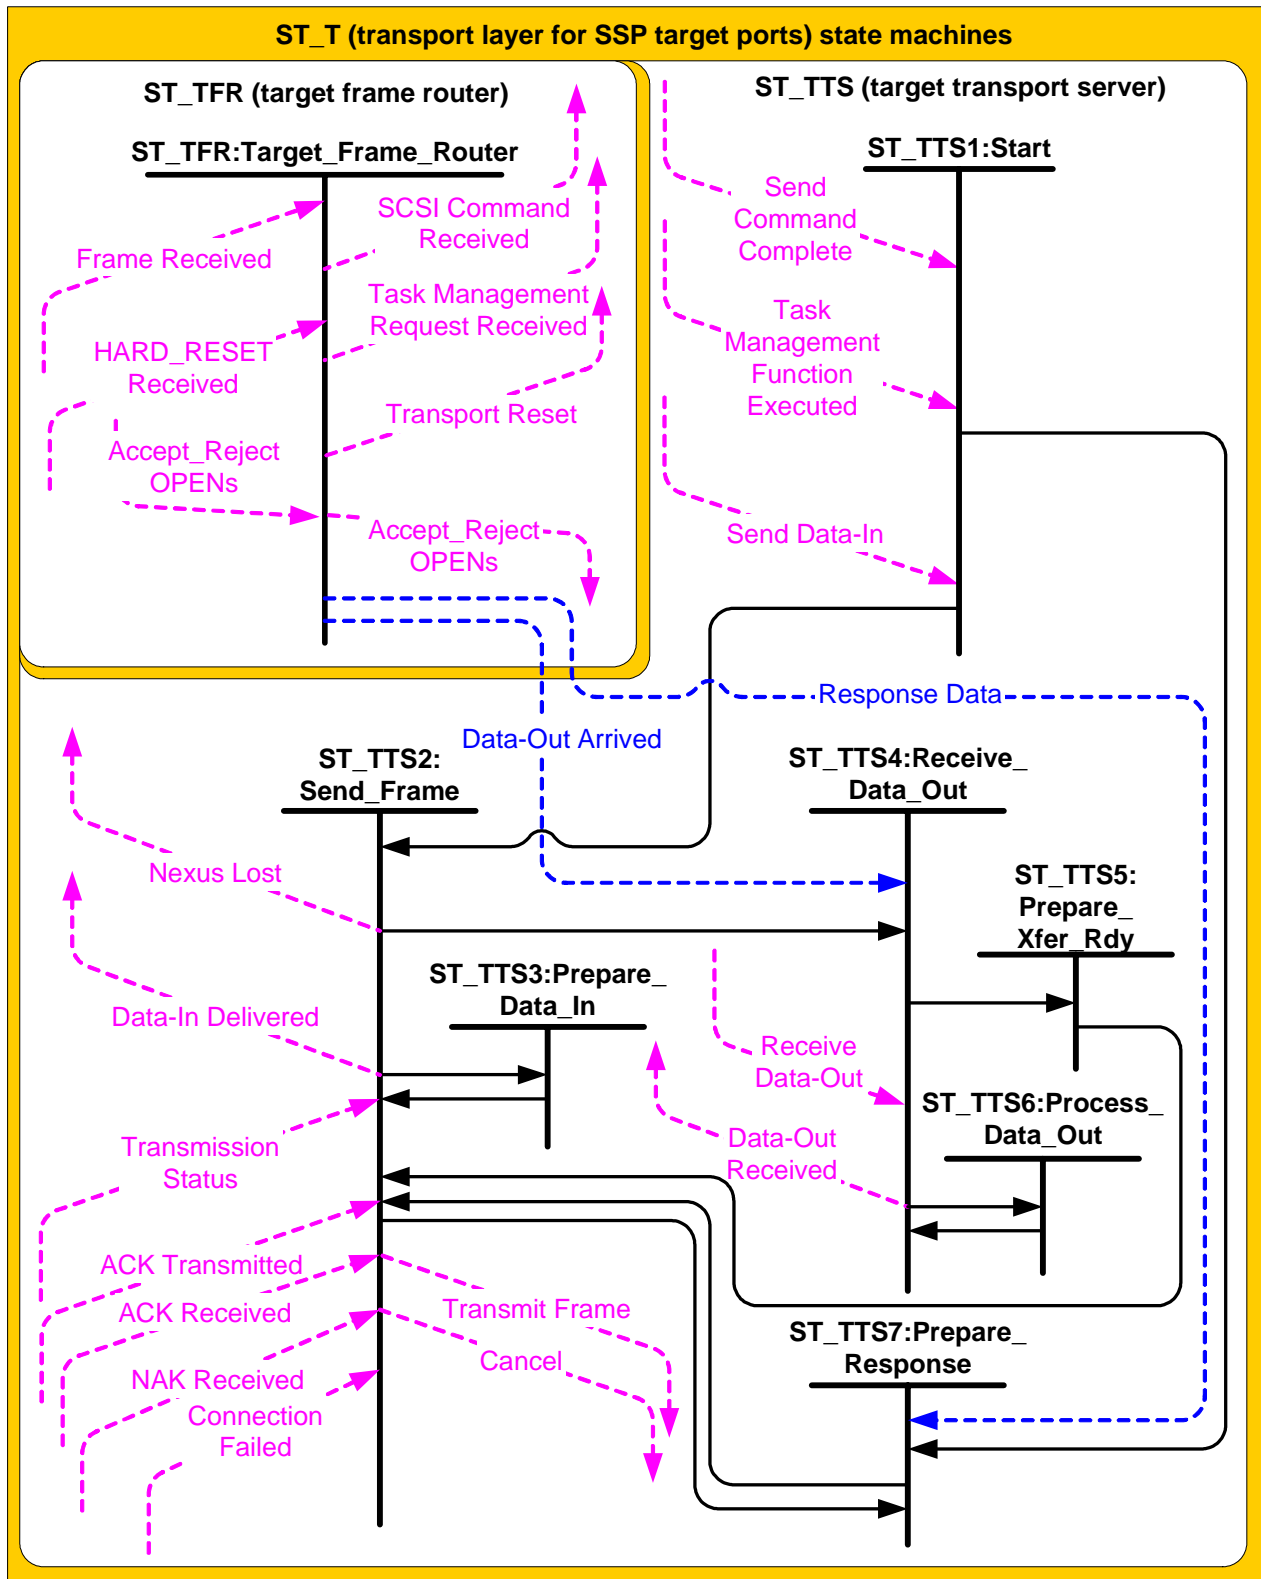 ST_T (transport layer for SSP target ports) state machines
ST_TFR (target frame router)
ST_TFR:Target_Frame_Router
SCSI Command
Received
Frame Received
Task Management
Request Received
HARD_RESET
Received
Transport Reset
Accept_Reject
OPENs
Accept_Reject
OPENs
ST_TTS (target transport server)
ST_TTS1:Start
Send
Command
Complete
Task
Management
Function
Executed
Send Data-In
Response Data
Data-Out Arrived
ST_TTS2:
Send_Frame
ST_TTS4:Receive_
Data_Out
Nexus Lost
ST_TTS5:
Prepare_
Xfer_Rdy
ST_TTS3:Prepare_
Data_In
Data-In Delivered
Receive
Data-Out
ST_TTS6:Process_
Data_Out
Data-Out
Received
Transmission
Status
ACK Transmitted
ACK Received
Transmit Frame
NAK Received
Cancel
Connection
Failed
ST_TTS7:Prepare_
Response